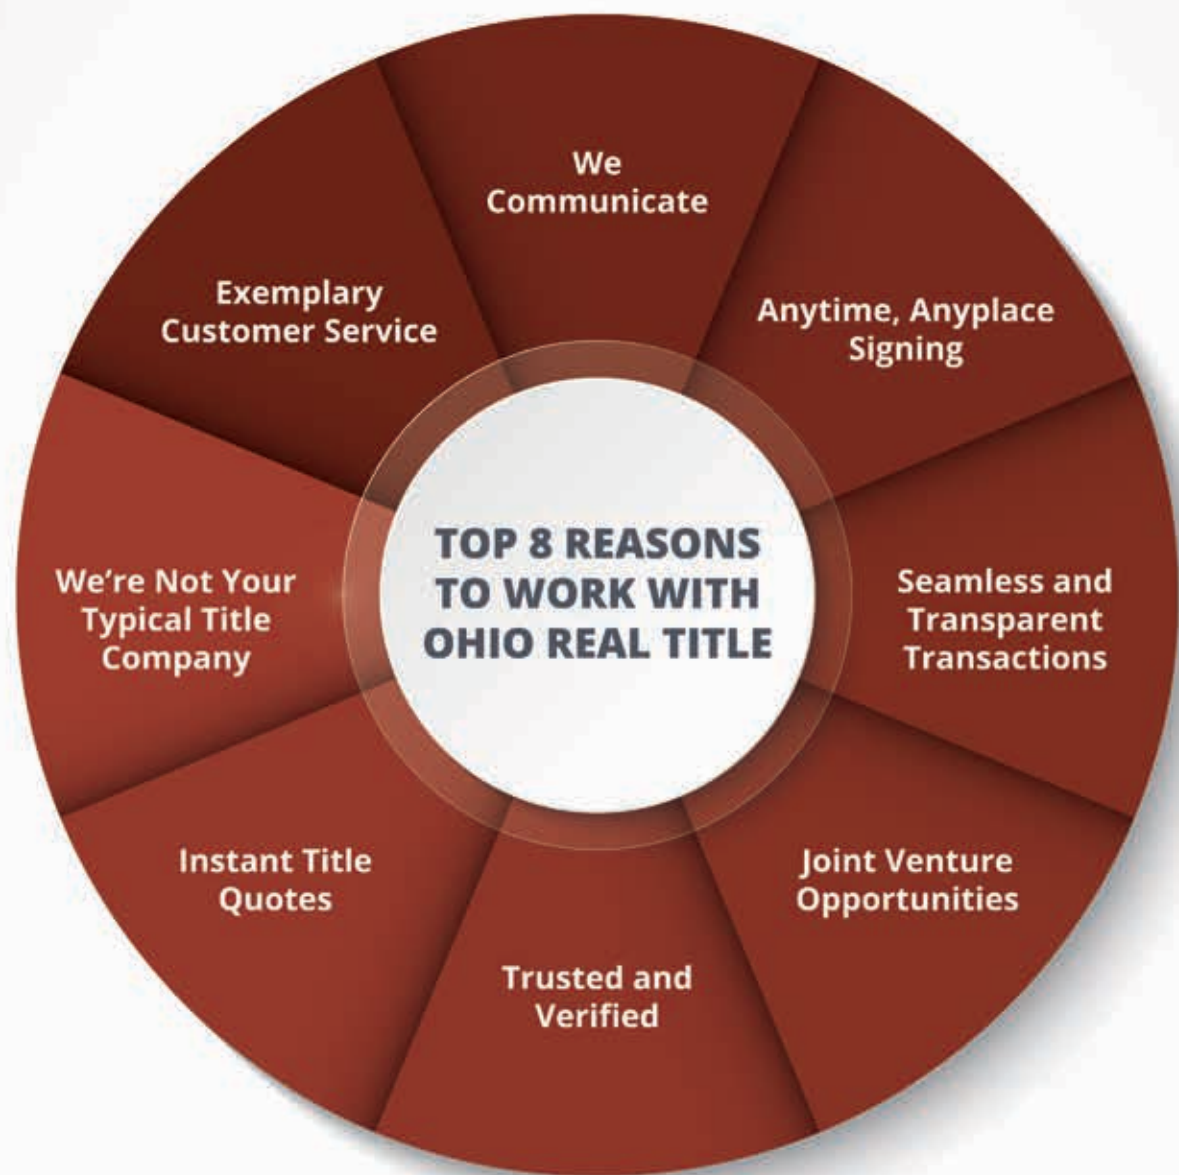 TOP 8 REASONS
TO WORK WITH
OHIO REAL TITLE
We
Communicate
Anytime, Anyplace
Signing
Seamless and
Transparent
Transactions
Joint Venture
Opportunities
Trusted and
Verified
Instant Title
Quotes
We’re Not Your
Typical Title
Company
Exemplary
Customer Service